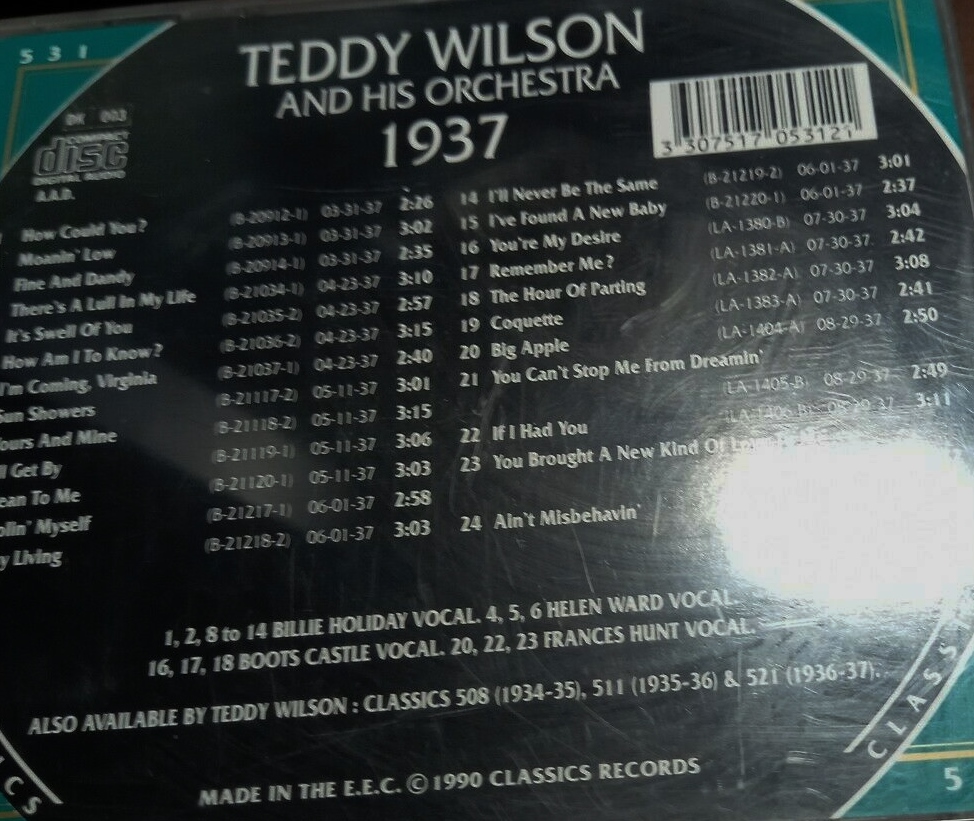 5 3 1
TEDDY WILSON
AND HIS ORCHESTRA
1937
COMPACT
disc
DIGITAL AUDIO
A.A.D.
3 307517 053121
How Could You? (B-20912-1) 03-31-37 2:26
Moanin' Low (B-20913-1) 03-31-37 3:02
Fine And Dandy (B-20914-1) 03-31-37 2:35
There's A Lull In My Life (B-21034-1) 04-23-37 3:10
It's Swell Of You (B-21035-2) 04-23-37 2:57
How Am I To Know? (B-21036-2) 04-23-37 3:15
I'm Coming, Virginia (B-21037-1) 04-23-37 2:40
Sun Showers (B-21117-2) 05-11-37 3:01
Yours And Mine (B-21118-2) 05-11-37 3:15
ll Get By (B-21119-1) 05-11-37 3:06
ean To Me (B-21120-1) 05-11-37 3:03
olin' Myself (B-21217-1) 06-01-37 2:58
y Living (B-21218-2) 06-01-37 3:03
14 I'll Never Be The Same (B-21219-2) 06-01-37 3:01
15 I've Found A New Baby (B-21220-1) 06-01-37 2:37
16 You're My Desire (LA-1380-B) 07-30-37 3:04
17 Remember Me? (LA-1381-A) 07-30-37 2:42
18 The Hour Of Parting (LA-1382-A) 07-30-37 3:08
19 Coquette (LA-1383-A) 07-30-37 2:41
20 Big Apple (LA-1404-A) 08-29-37 2:50
21 You Can't Stop Me From Dreamin'
(LA-1405-B) 08-29-37 2:49
22 If I Had You (LA-1406-B) 08-29-37 3:11
23 You Brought A New Kind Of
24 Ain't Misbehavin'
1, 2, 8 to 14 BILLIE HOLIDAY VOCAL. 4, 5, 6 HELEN WARD VOCAL.
16, 17, 18 BOOTS CASTLE VOCAL. 20, 22, 23 FRANCES HUNT VOCAL.
ALSO AVAILABLE BY TEDDY WILSON : CLASSICS 508 (1934-35), 511 (1935-36) & 521 (1936-37).
MADE IN THE E.E.C. © 1990 CLASSICS RECORDS
I C S
C L A S S
5